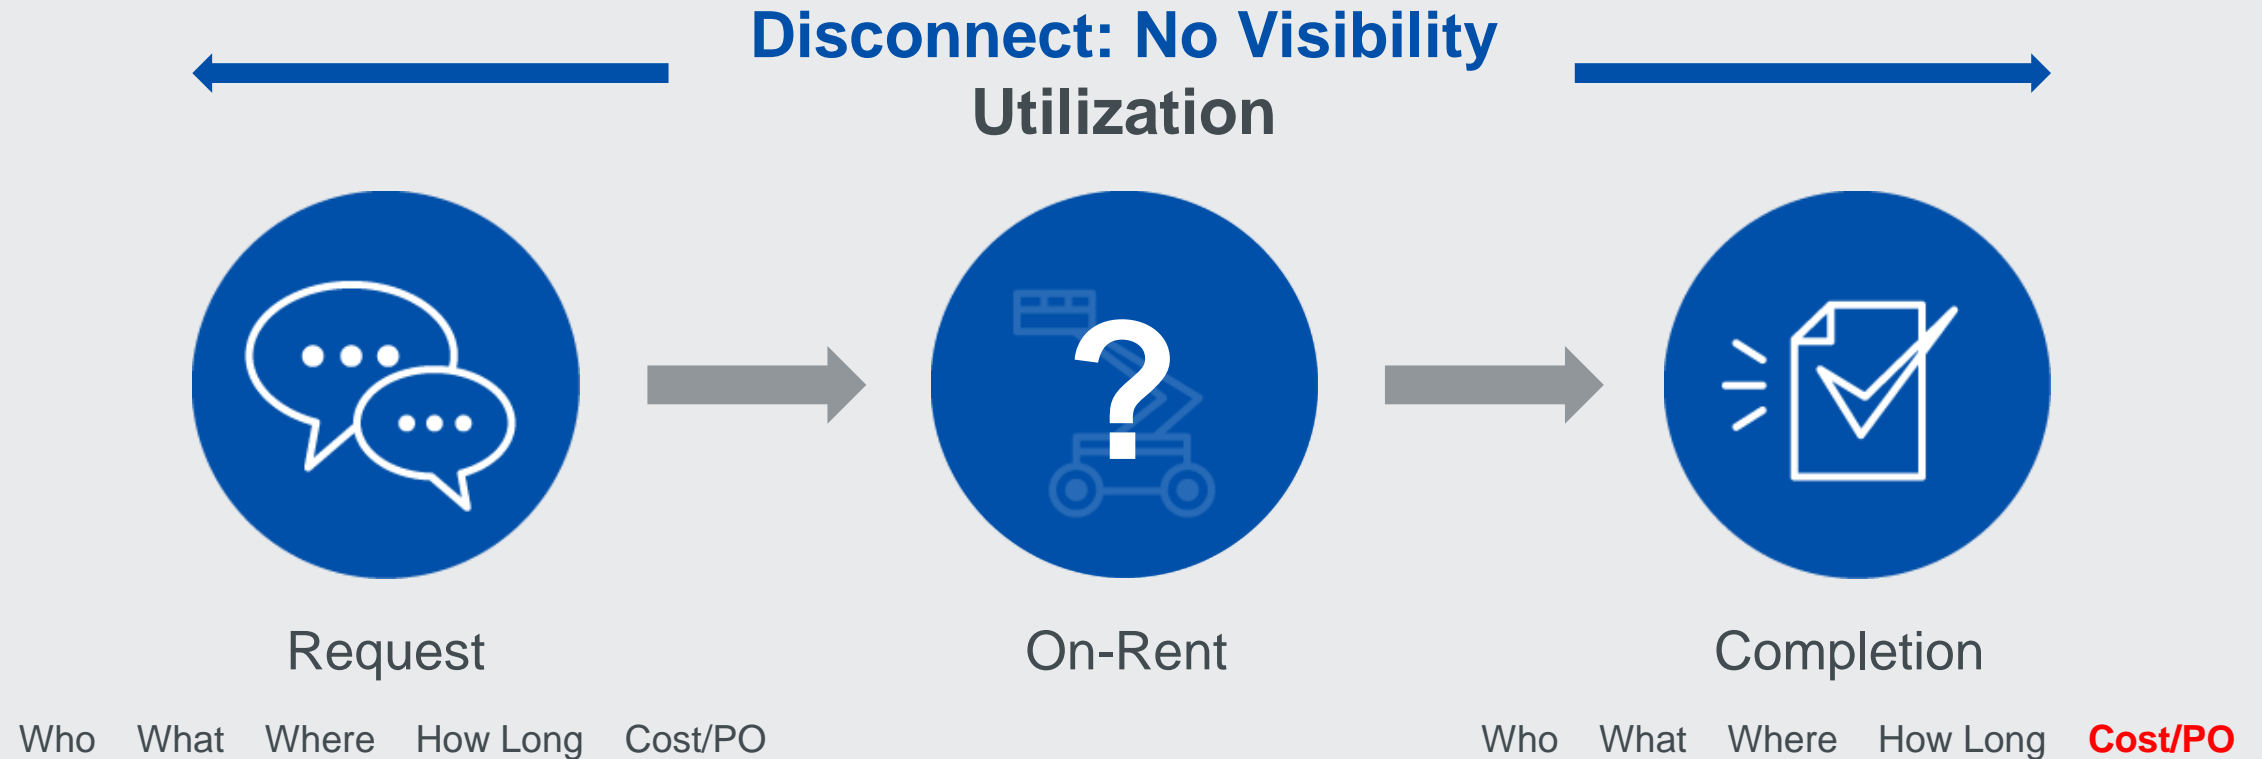 Disconnect: No Visibility
Utilization
?
Request
On-Rent
Completion
Who What Where How Long Cost/PO
Who What Where How Long Cost/PO